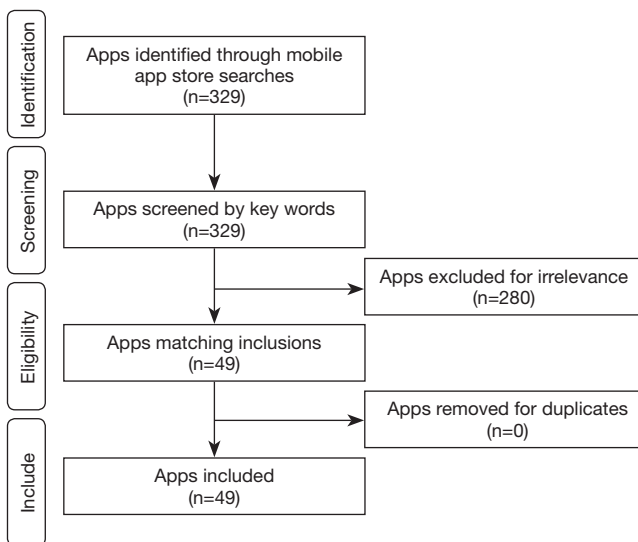 Identification
Apps identified through mobile
app store searches
(n=329)
Screening
Apps screened by key words
(n=329)
Apps excluded for irrelevance
(n=280)
Eligibility
Apps matching inclusions
(n=49)
Apps removed for duplicates
(n=0)
Include
Apps included
(n=49)